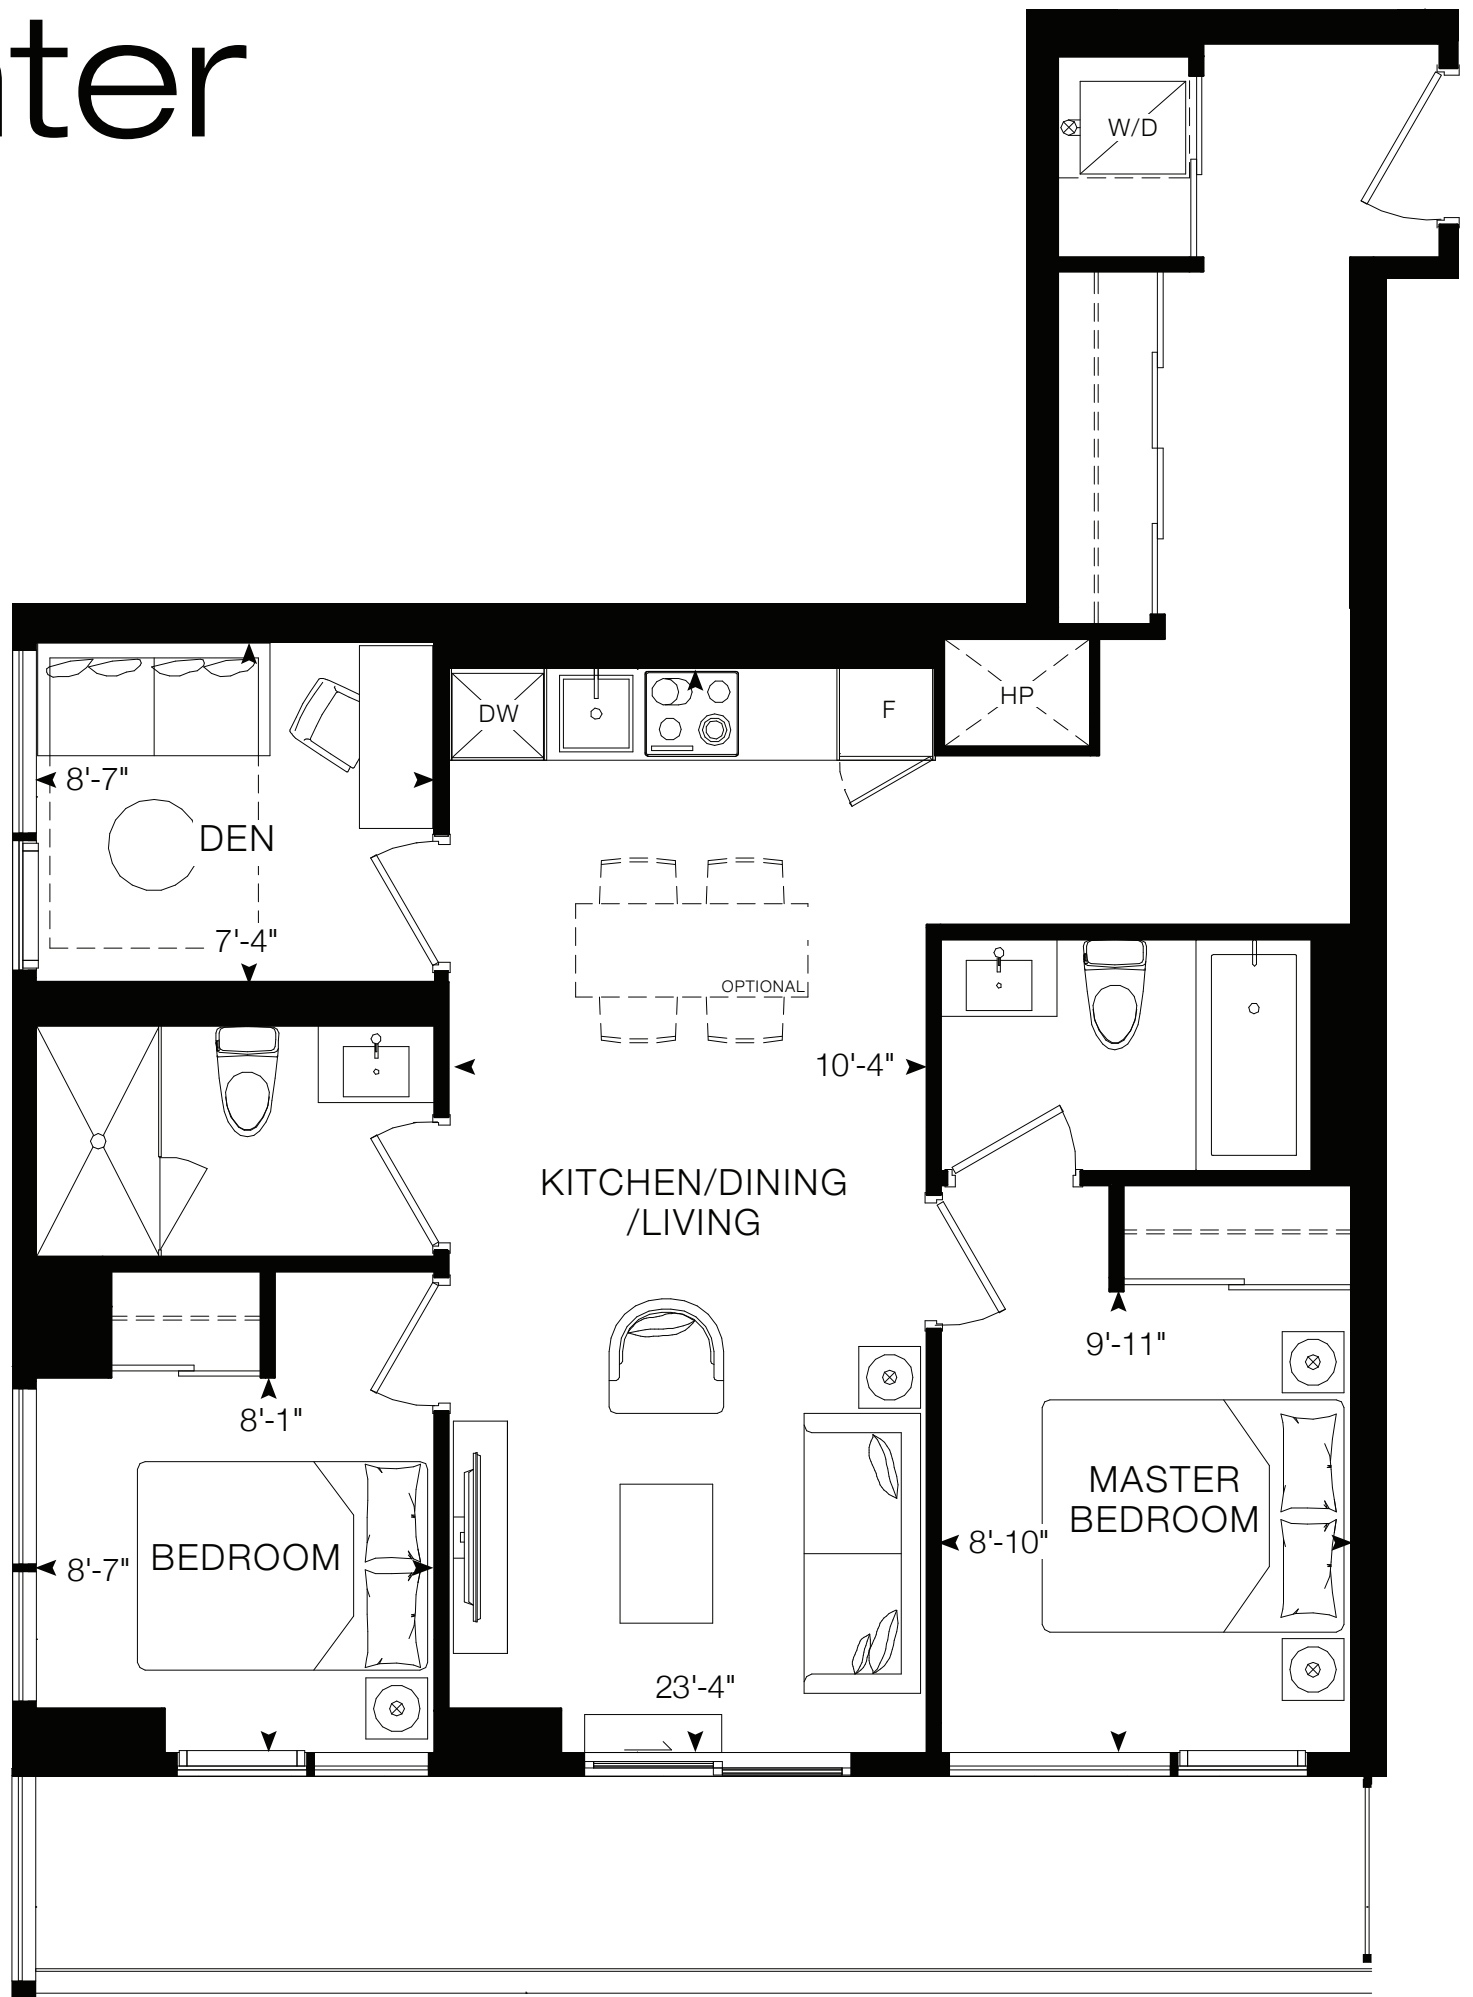 W/D
HP
DW
F
8'-7"
DEN
7'-4"
OPTIONAL
10'-4"
KITCHEN/DINING
/LIVING
9'-11"
8'-1"
MASTER
BEDROOM
8'-10"
8'-7"
BEDROOM
23'-4"